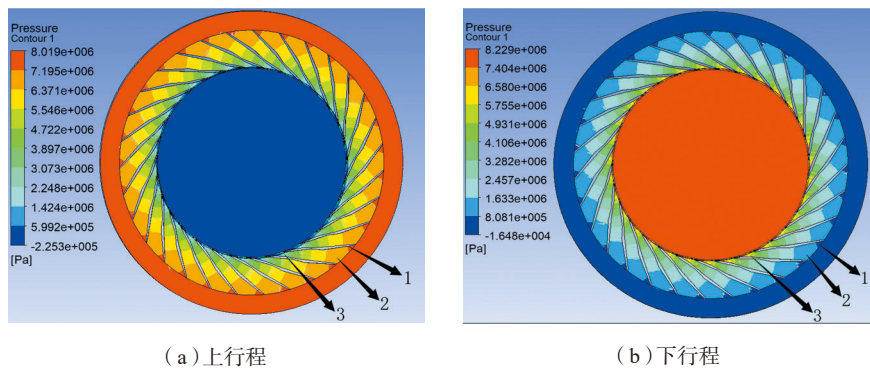 Pressure
Contour 1
8.019e+006
7.195e+006
6.371e+006
5.546e+006
4.722e+006
3.897e+006
3.073e+006
2.248e+006
1.424e+006
5.992e+005
-2.253e+005
[Pa]
1
2
3
(a)上行程
Pressure
Contour 1
8.229e+006
7.404e+006
6.580e+006
5.755e+006
4.931e+006
4.106e+006
3.282e+006
2.457e+006
1.633e+006
8.081e+005
-1.648e+004
[Pa]
1
2
3
(b)下行程